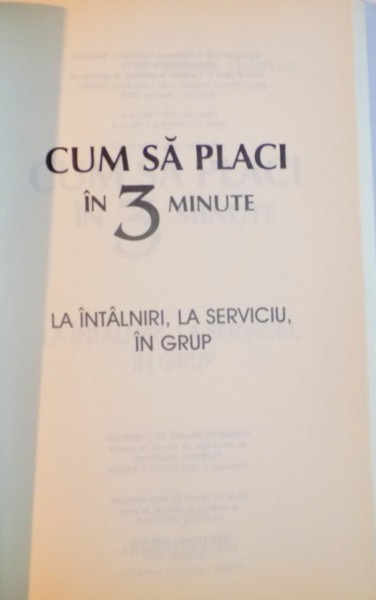 CUM SĂ PLACI
ÎN 3 MINUTE
LA ÎNTÂLNIRI, LA SERVICIU,
ÎN GRUP